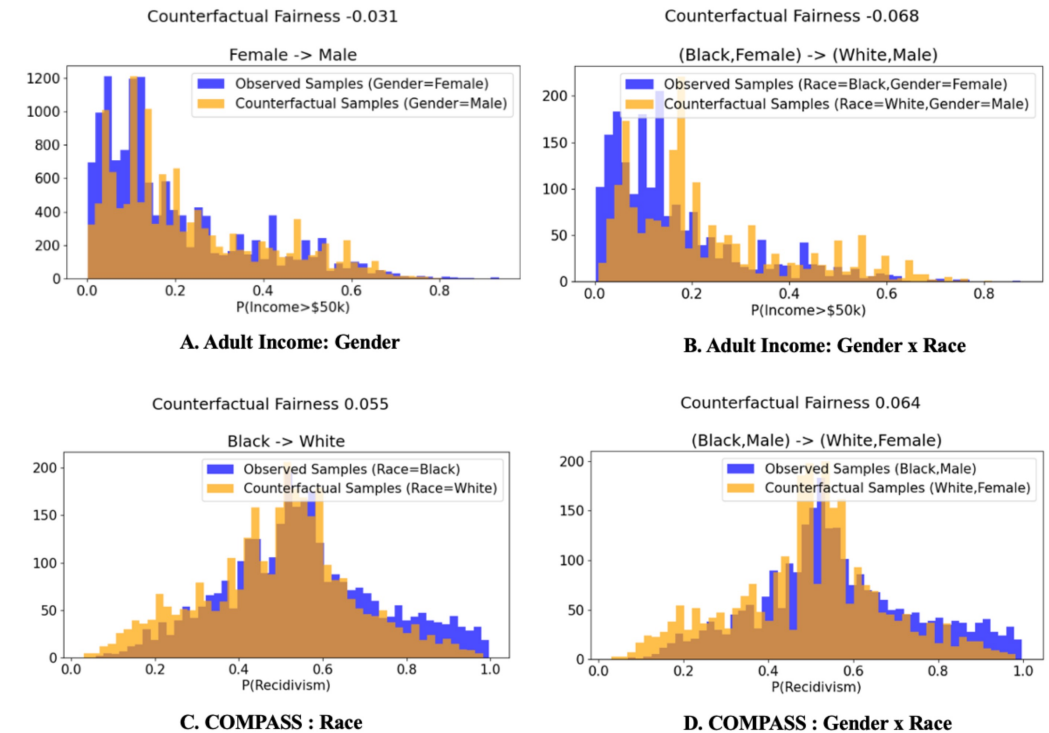 Counterfactual Fairness -0.031
Female -> Male
Observed Samples (Gender=Female)
Counterfactual Samples (Gender=Male)
1200
1000
800
600
400
200
0
0.0 0.2 0.4 0.6 0.8
P(Income>$50k)
A. Adult Income: Gender
Counterfactual Fairness -0.068
(Black,Female) -> (White,Male)
Observed Samples (Race=Black,Gender=Female)
Counterfactual Samples (Race=White,Gender=Male)
200
150
100
50
0
0.0 0.2 0.4 0.6 0.8
P(Income>$50k)
B. Adult Income: Gender x Race
Counterfactual Fairness 0.055
Black -> White
Observed Samples (Race=Black)
Counterfactual Samples (Race=White)
200
150
100
50
0
0.0 0.2 0.4 0.6 0.8 1.0
P(Recidivism)
C. COMPASS : Race
Counterfactual Fairness 0.064
(Black,Male) -> (White,Female)
Observed Samples (Black,Male)
Counterfactual Samples (White,Female)
200
150
100
50
0
0.0 0.2 0.4 0.6 0.8 1.0
P(Recidivism)
D. COMPASS : Gender x Race